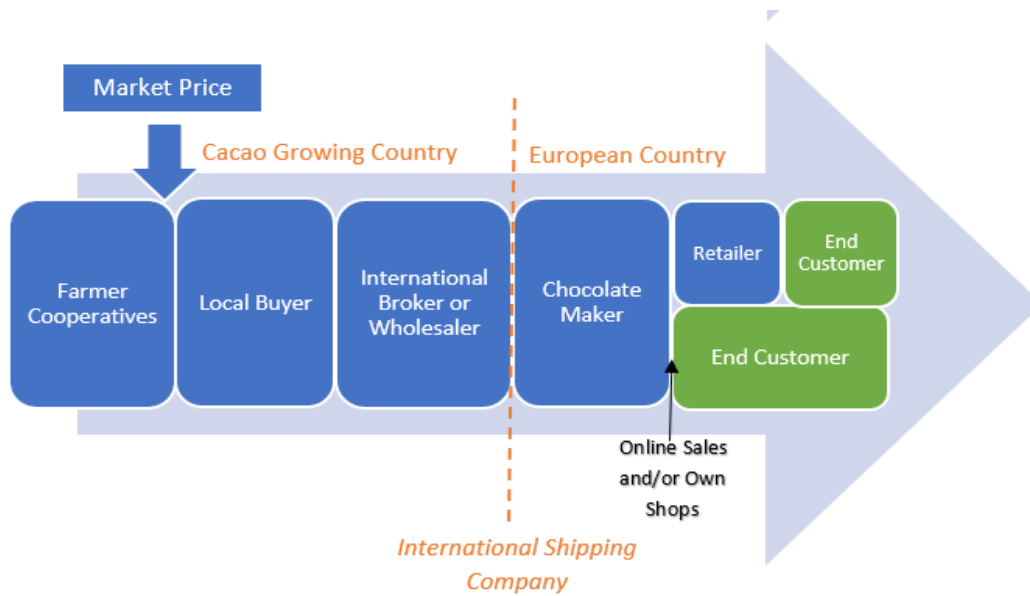 Market Price
Cacao Growing Country
European Country
Farmer
Cooperatives
Local Buyer
International
Broker or
Wholesaler
Chocolate
Maker
Retailer
End
Customer
End Customer
Online Sales
and/or Own
Shops
International Shipping
Company